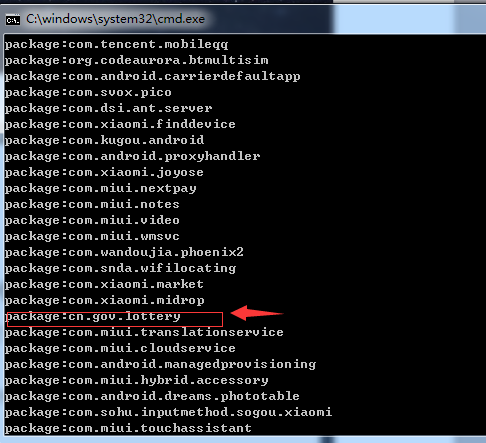 C:\windows\system32\cmd.exe
package:com.tencent.mobileqq
package:org.codeaurora.btmultisim
package:com.android.carrierdefaultapp
package:com.svox.pico
package:com.dsi.ant.server
package:com.xiaomi.finddevice
package:com.kugou.android
package:com.android.proxyhandler
package:com.xiaomi.joyose
package:com.miui.nextpay
package:com.miui.notes
package:com.miui.video
package:com.miui.wmsvc
package:com.wandoujia.phoenix2
package:com.snda.wifilocating
package:com.xiaomi.market
package:com.xiaomi.midrop
package:cn.gov.lottery
package:com.miui.translationservice
package:com.miui.cloudservice
package:com.android.managedprovisioning
package:com.miui.hybrid.accessory
package:com.android.dreams.phototable
package:com.sohu.inputmethod.sogou.xiaomi
package:com.miui.touchassistant